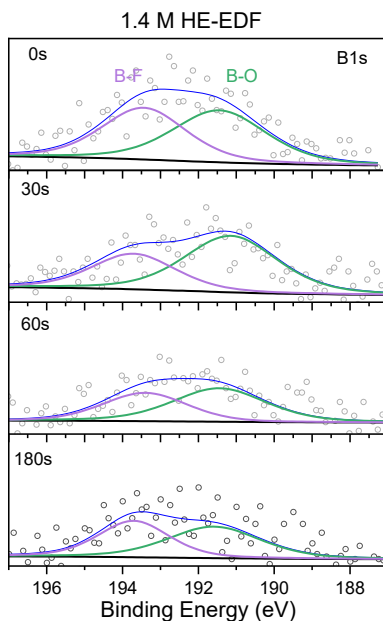 1.4 M HE-EDF
0s B-F B-O B1s
30s
60s
180s
196 194 192 190 188
Binding Energy (eV)